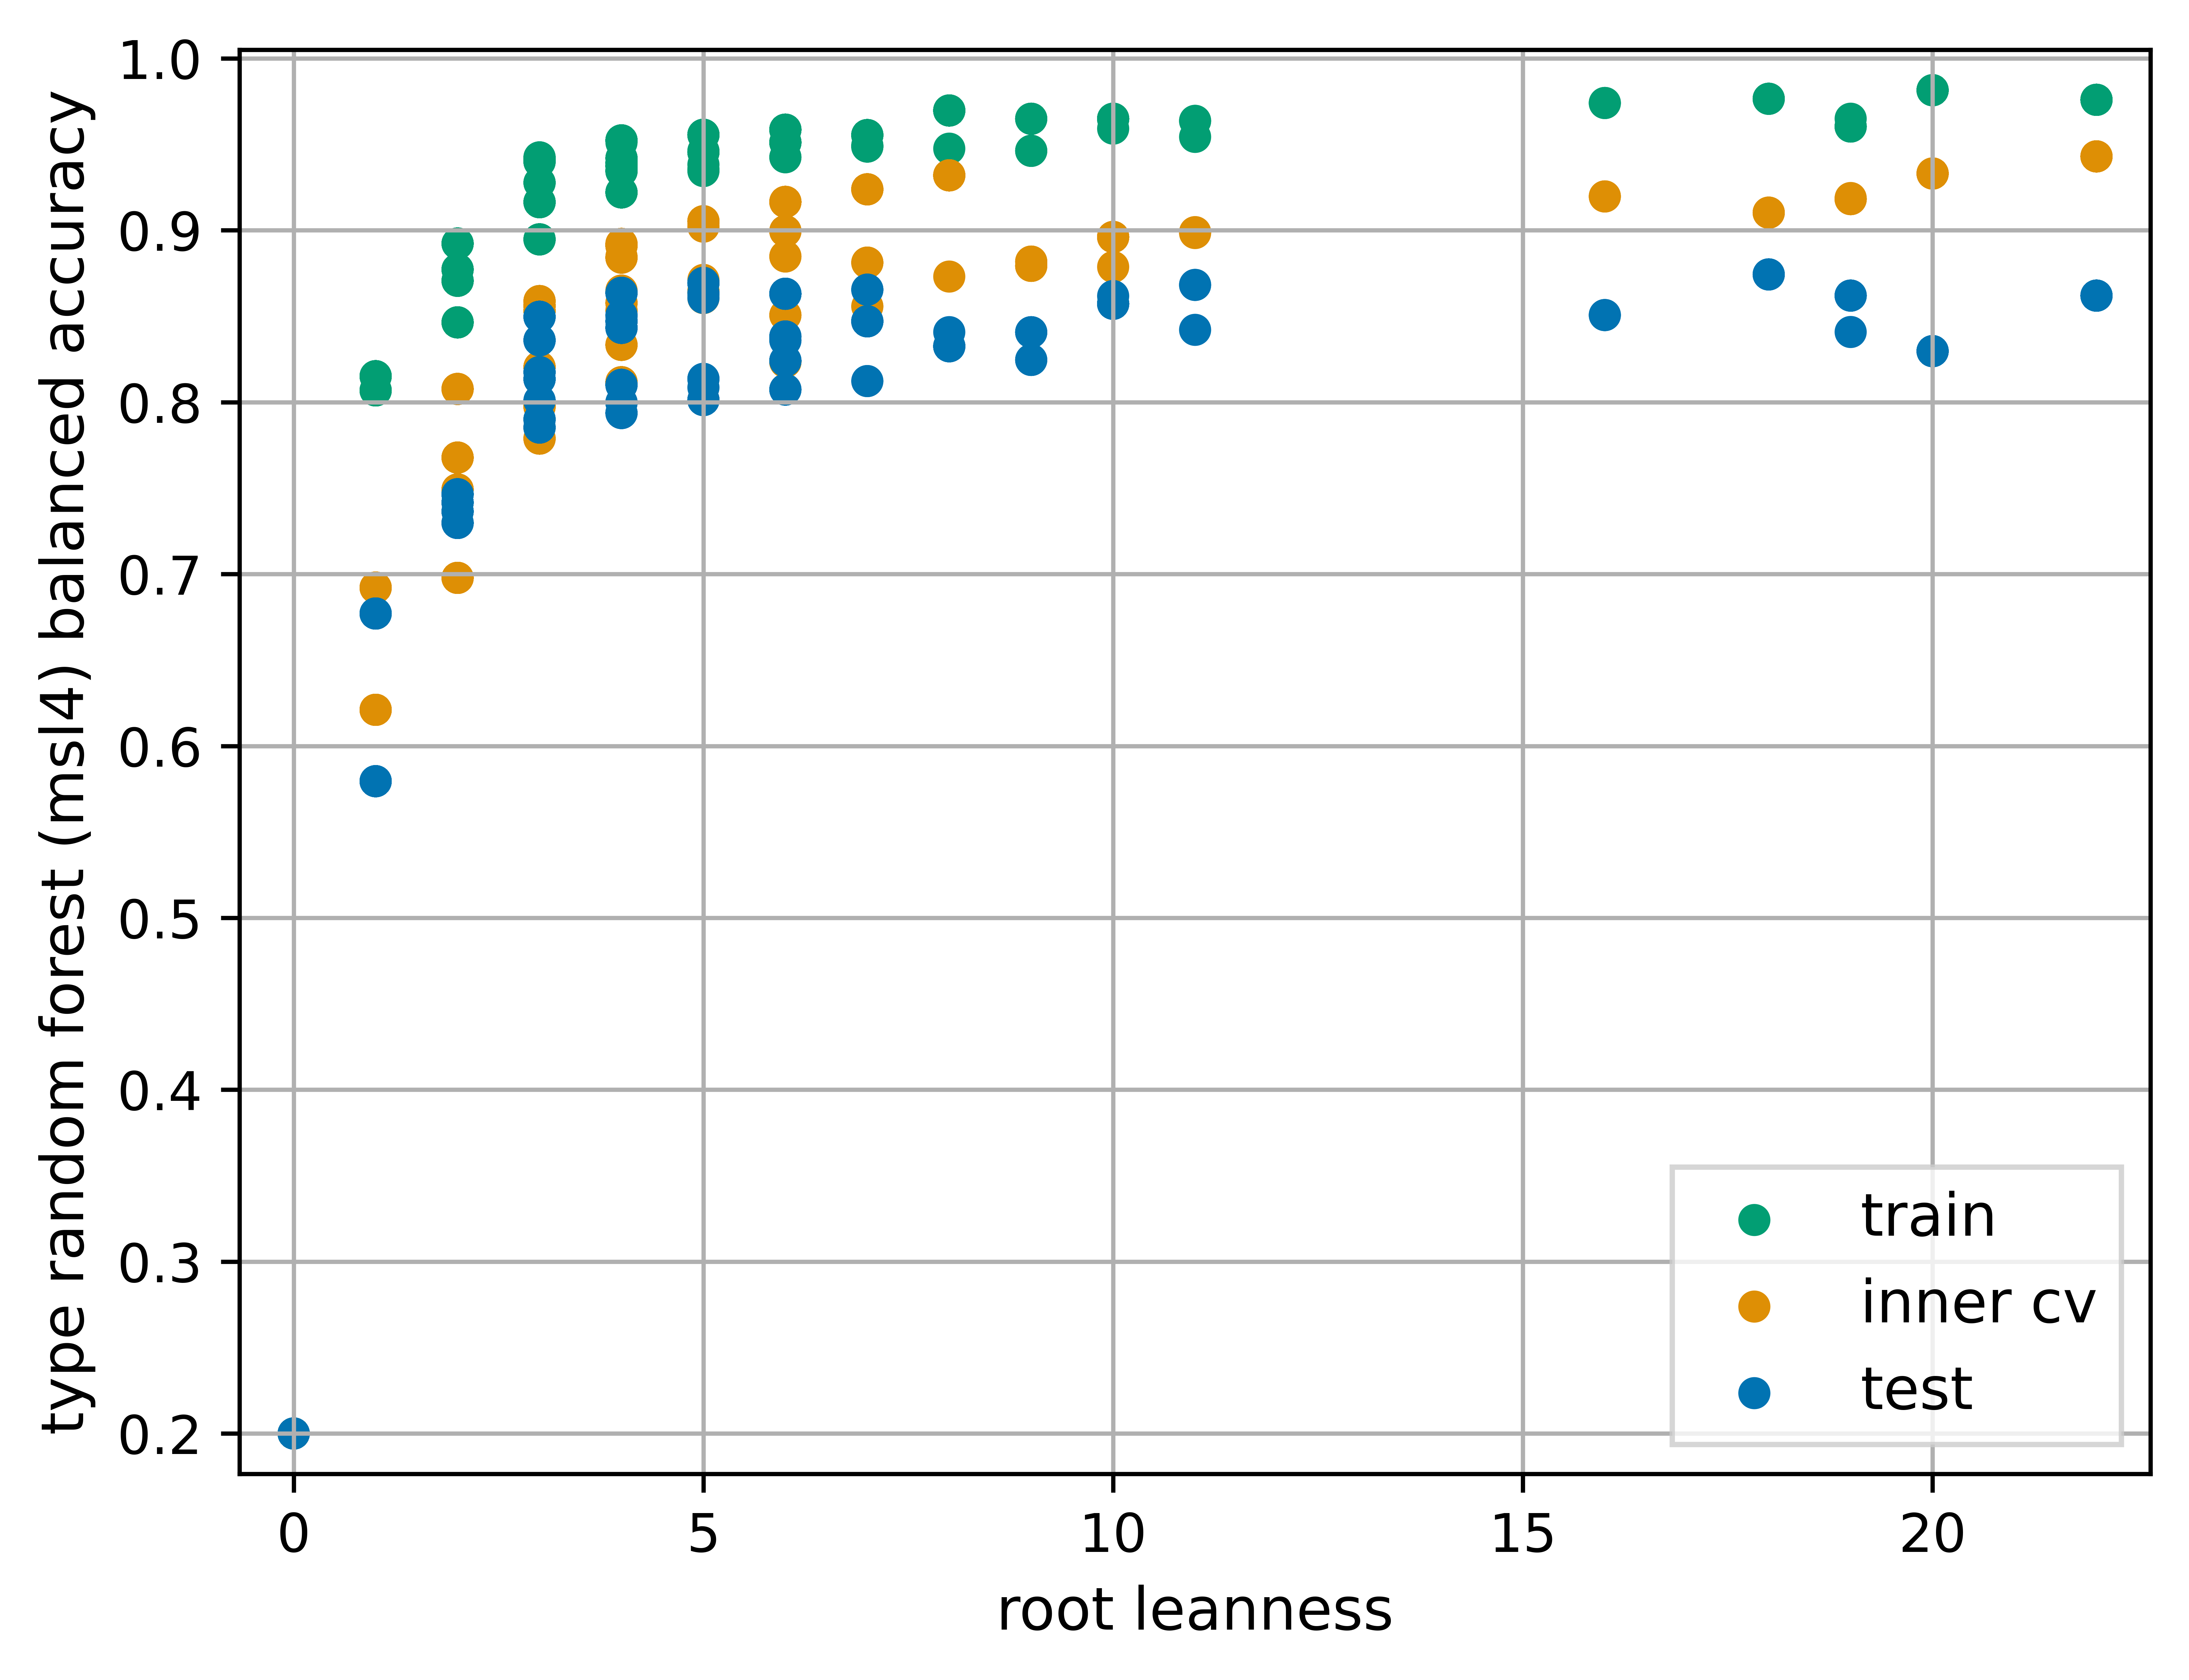 type random forest (msl4) balanced accuracy
1.0
0.9
0.8
0.7
0.6
0.5
0.4
0.3
0.2
train
inner cv
test
0 5 10 15 20
root leanness